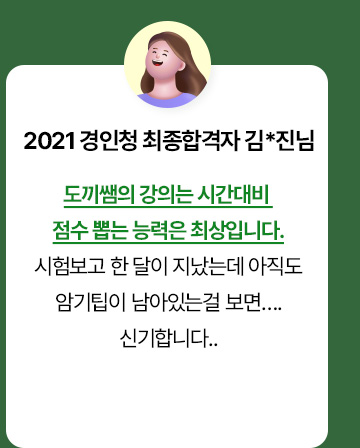 2021 경인청 최종합격자 김*진님
도끼쌤의 강의는 시간대비
점수 뽑는 능력은 최상입니다.
시험보고 한 달이 지났는데 아직도
암기팁이 남아있는걸 보면....
신기합니다..